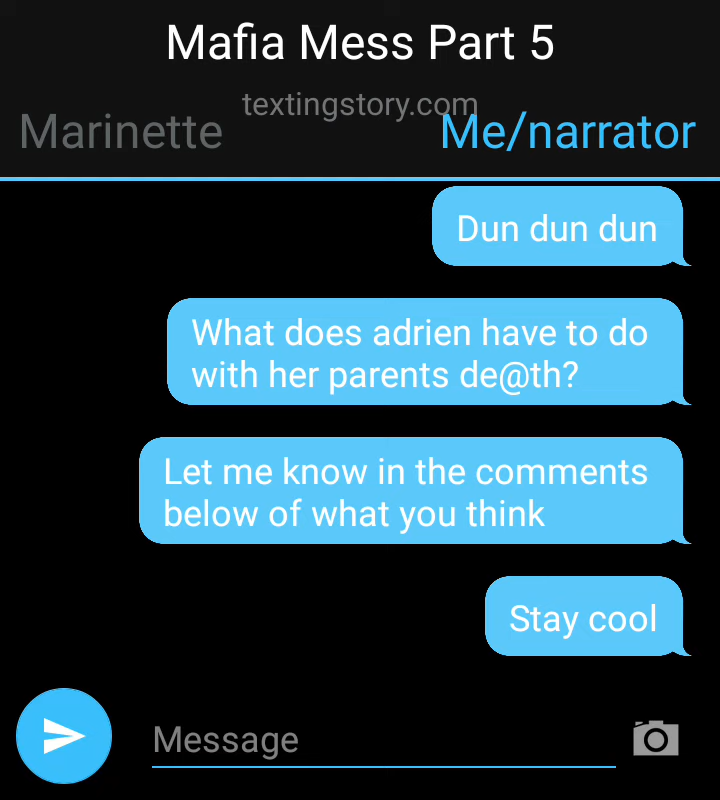 Mafia Mess Part 5
textingstory.com
Marinette
Me/narrator
Dun dun dun
What does adrien have to do
with her parents de@th?
Let me know in the comments
below of what you think
Stay cool
Message